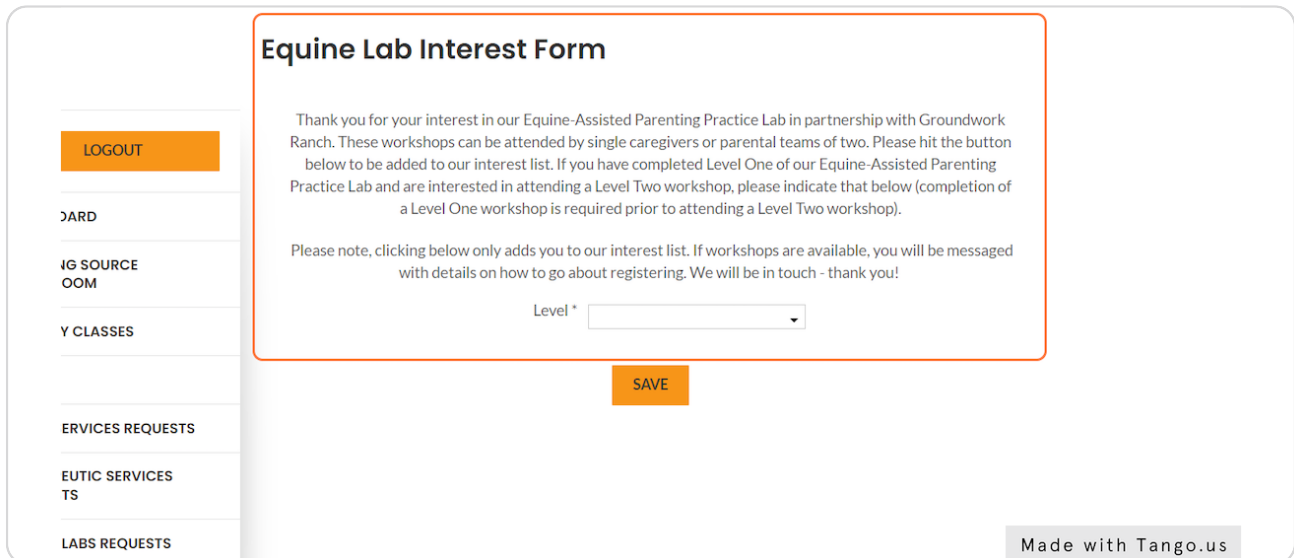 Equine Lab Interest Form
Thank you for your interest in our Equine-Assisted Parenting Practice Lab in partnership with Groundwork
Ranch. These workshops can be attended by single caregivers or parental teams of two. Please hit the button
below to be added to our interest list. If you have completed Level One of our Equine-Assisted Parenting
Practice Lab and are interested in attending a Level Two workshop, please indicate that below (completion of
a Level One workshop is required prior to attending a Level Two workshop).
Please note, clicking below only adds you to our interest list. If workshops are available, you will be messaged
with details on how to go about registering. We will be in touch - thank you!
Level *
SAVE
LOGOUT
OARD
NG SOURCE
OOM
Y CLASSES
ERVICES REQUESTS
EUTIC SERVICES
TS
LABS REQUESTS
Made with Tango.us